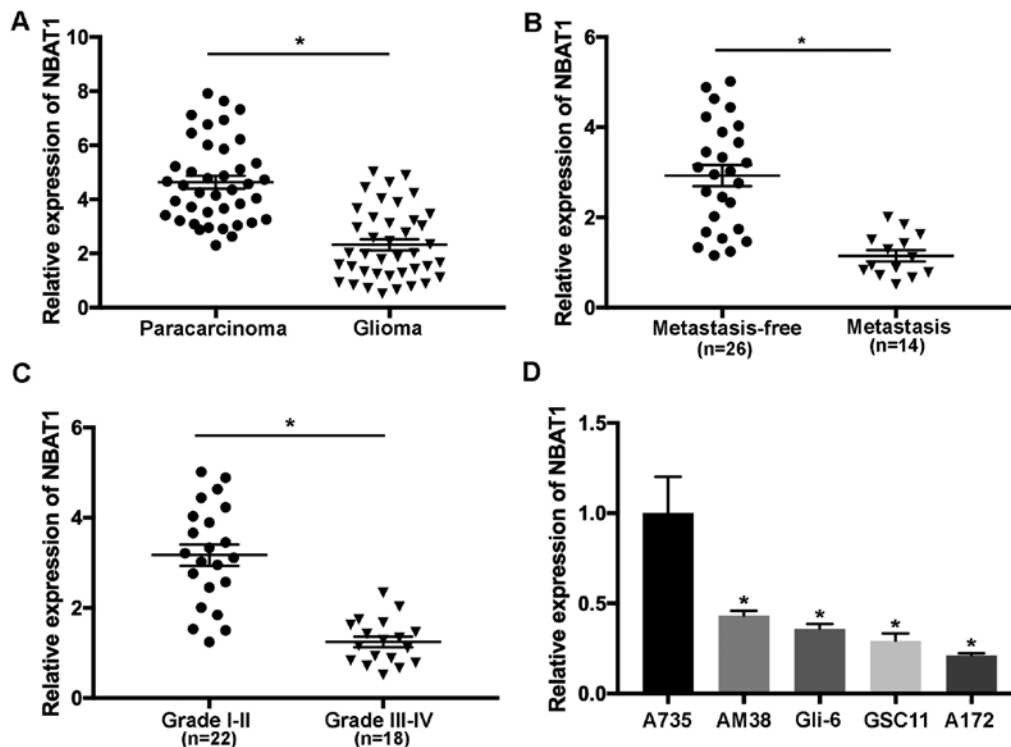 A
Relative expression of NBAT1
10
8
6
4
2
0
*
Paracarcinoma
Glioma
B
Relative expression of NBAT1
6
4
2
0
*
Metastasis-free
(n=26)
Metastasis
(n=14)
C
Relative expression of NBAT1
6
4
2
0
*
Grade I-II
(n=22)
Grade III-IV
(n=18)
D
Relative expression of NBAT1
1.5
1.0
0.5
0.0
*
*
*
*
A735
AM38
Gli-6
GSC11
A172